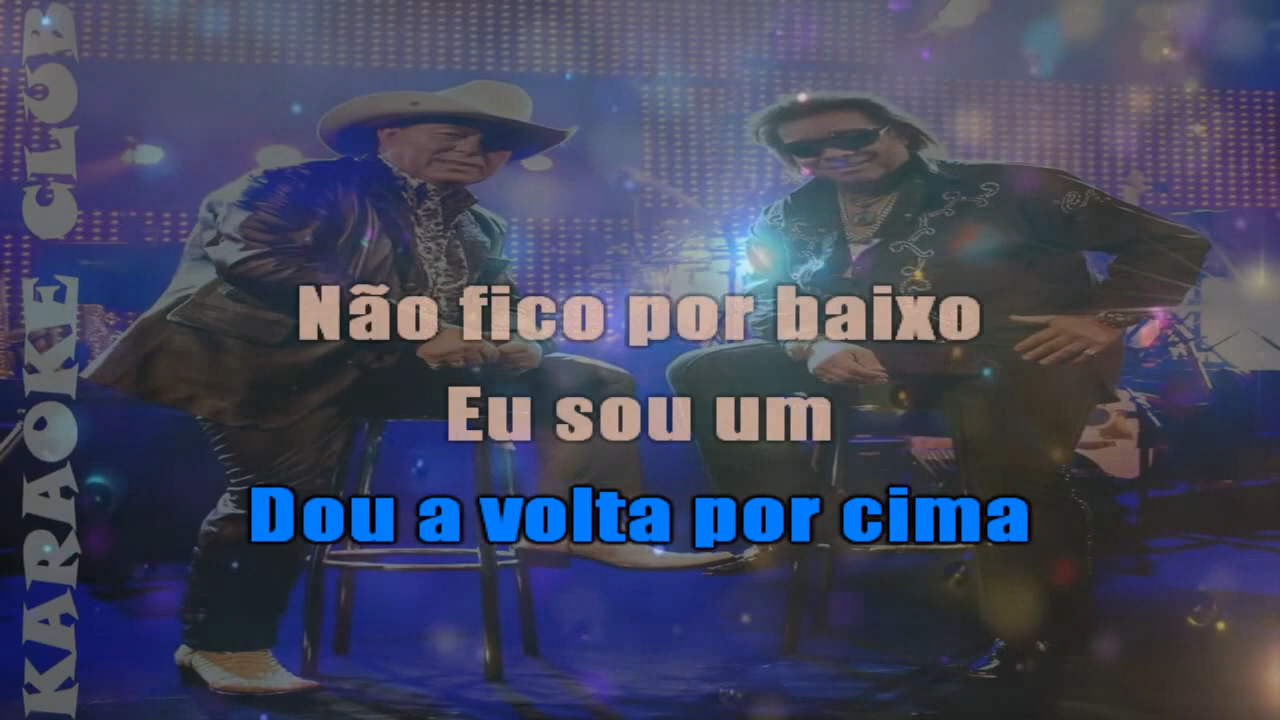 KARAOKE CLUB
Não fico por baixo
Eu sou um
Dou a volta por cima